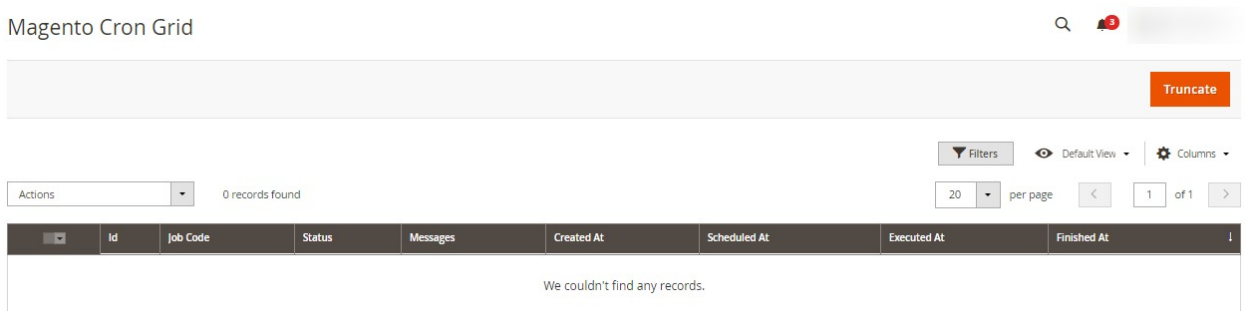 Magento Cron Grid
3
Truncate
Filters Default View Columns
Actions 0 records found 20 per page 1 of 1
Id Job Code Status Messages Created At Scheduled At Executed At Finished At ↓
We couldn't find any records.